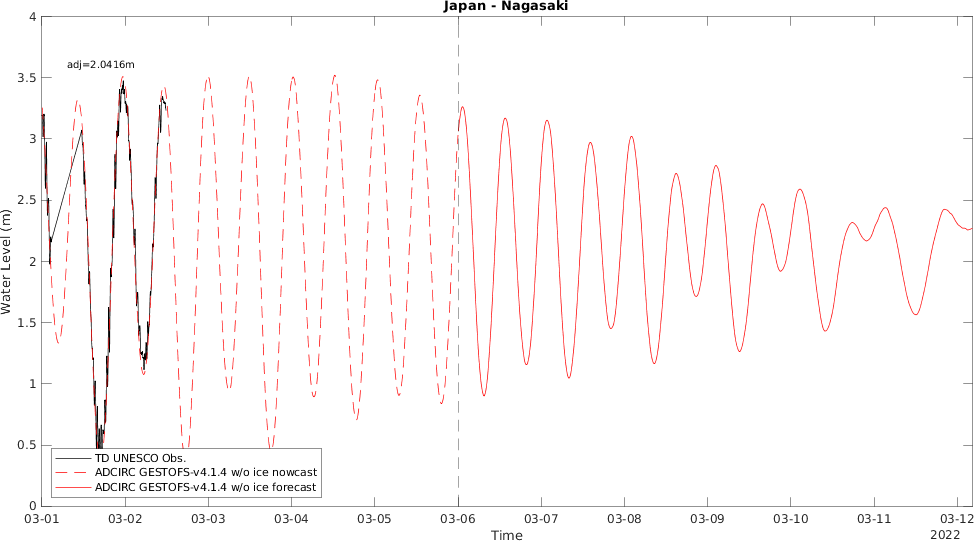 Japan - Nagasaki
adj=2.0416m
4
3.5
3
2.5
2
1.5
1
0.5
0
Water Level (m)
TD UNESCO Obs.
ADCIRC GESTOFS-v4.1.4 w/o ice nowcast
ADCIRC GESTOFS-v4.1.4 w/o ice forecast
03-01 03-02 03-03 03-04 03-05 03-06 03-07 03-08 03-09 03-10 03-11 03-12
Time
2022